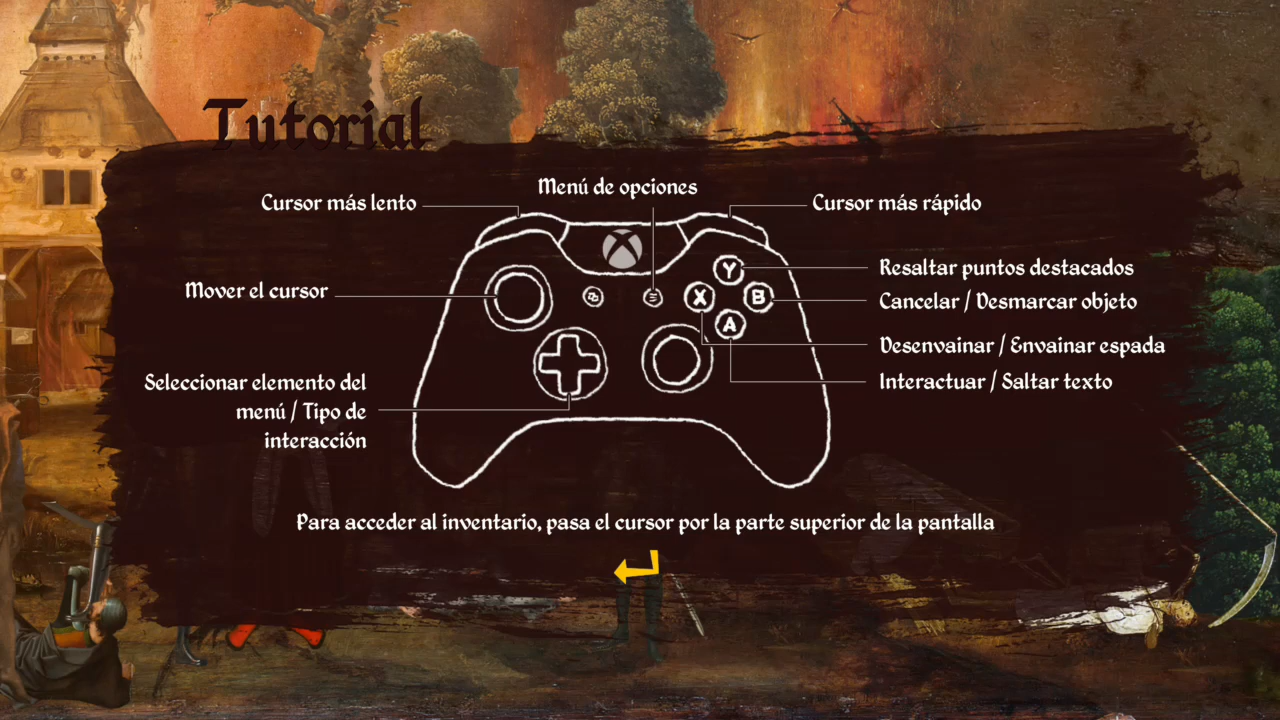 Tutorial
Menú de opciones
Cursor más lento
Cursor más rápido
Y
Resaltar puntos destacados
Mover el cursor
X
B
Cancelar / Desmarcar objeto
A
Desenvainar / Envainar espada
Interactuar / Saltar texto
Seleccionar elemento del
menú / Tipo de
interacción
Para acceder al inventario, pasa el cursor por la parte superior de la pantalla